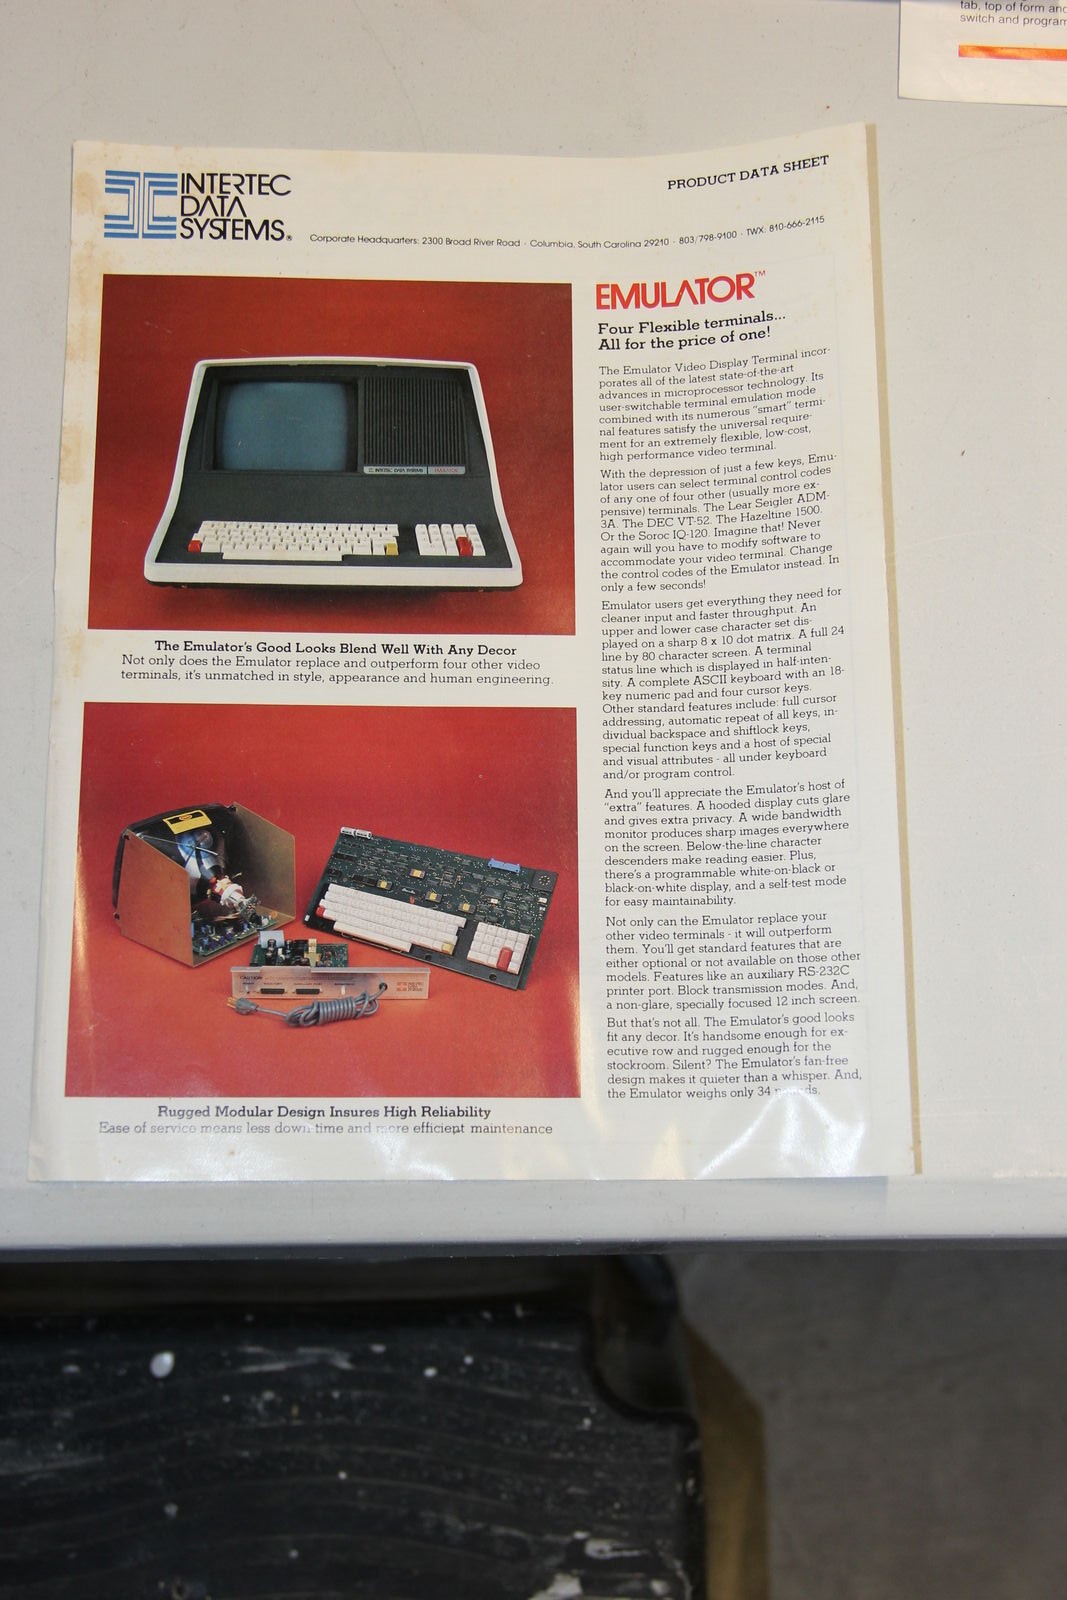 tab, top of form and
switch and program
INTERTEC
DATA
SYSTEMS®
PRODUCT DATA SHEET
Corporate Headquarters: 2300 Broad River Road · Columbia, South Carolina 29210 · 803/798-9100 · TWX: 810-666-2115
INTERTEC DATA SYSTEMS EMULATOR
The Emulator's Good Looks Blend Well With Any Decor
Not only does the Emulator replace and outperform four other video
terminals, it's unmatched in style, appearance and human engineering.
CAUTION
Rugged Modular Design Insures High Reliability
Ease of service means less down-time and more efficient maintenance
EMULATOR™
Four Flexible terminals...
All for the price of one!
The Emulator Video Display Terminal incor-
porates all of the latest state-of-the-art
advances in microprocessor technology. Its
user-switchable terminal emulation mode
combined with its numerous "smart" termi-
nal features satisfy the universal require-
ment for an extremely flexible, low-cost,
high performance video terminal.
With the depression of just a few keys, Emu-
lator users can select terminal control codes
of any one of four other (usually more ex-
pensive) terminals. The Lear Seigler ADM-
3A. The DEC VT-52. The Hazeltine 1500.
Or the Soroc IQ-120. Imagine that! Never
again will you have to modify software to
accommodate your video terminal. Change
the control codes of the Emulator instead. In
only a few seconds!
Emulator users get everything they need for
cleaner input and faster throughput. An
upper and lower case character set dis-
played on a sharp 8 x 10 dot matrix. A full 24
line by 80 character screen. A terminal
status line which is displayed in half-inten-
sity. A complete ASCII keyboard with an 18-
key numeric pad and four cursor keys.
Other standard features include: full cursor
addressing, automatic repeat of all keys, in-
dividual backspace and shiftlock keys,
special function keys and a host of special
and visual attributes - all under keyboard
and/or program control.
And you'll appreciate the Emulator's host of
"extra" features. A hooded display cuts glare
and gives extra privacy. A wide bandwidth
monitor produces sharp images everywhere
on the screen. Below-the-line character
descenders make reading easier. Plus,
there's a programmable white-on-black or
black-on-white display, and a self-test mode
for easy maintainability.
Not only can the Emulator replace your
other video terminals - it will outperform
them. You'll get standard features that are
either optional or not available on those other
models. Features like an auxiliary RS-232C
printer port. Block transmission modes. And,
a non-glare, specially focused 12 inch screen.
But that's not all. The Emulator's good looks
fit any decor. It's handsome enough for ex-
ecutive row and rugged enough for the
stockroom. Silent? The Emulator's fan-free
design makes it quieter than a whisper. And,
the Emulator weighs only 34 pounds.